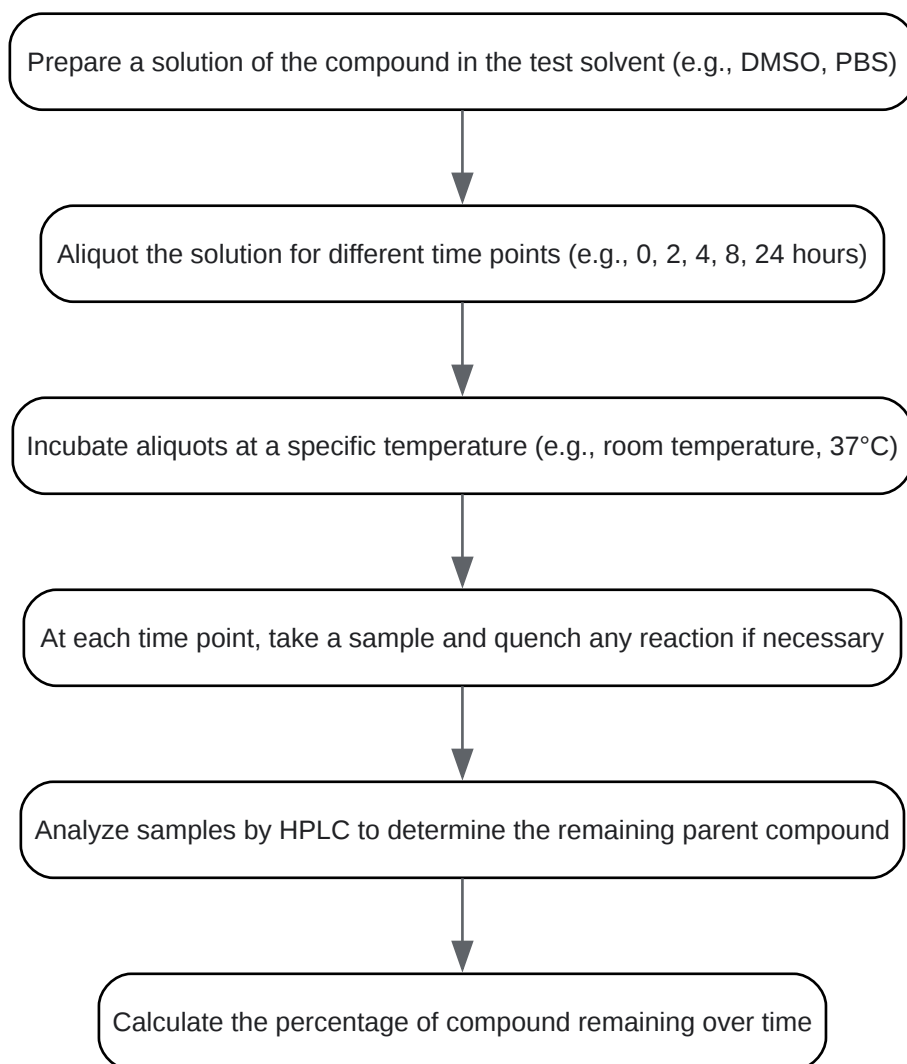 Prepare a solution of the compound in the test solvent (e.g., DMSO, PBS)
Aliquot the solution for different time points (e.g., 0, 2, 4, 8, 24 hours)
Incubate aliquots at a specific temperature (e.g., room temperature, 37°C)
At each time point, take a sample and quench any reaction if necessary
Analyze samples by HPLC to determine the remaining parent compound
Calculate the percentage of compound remaining over time